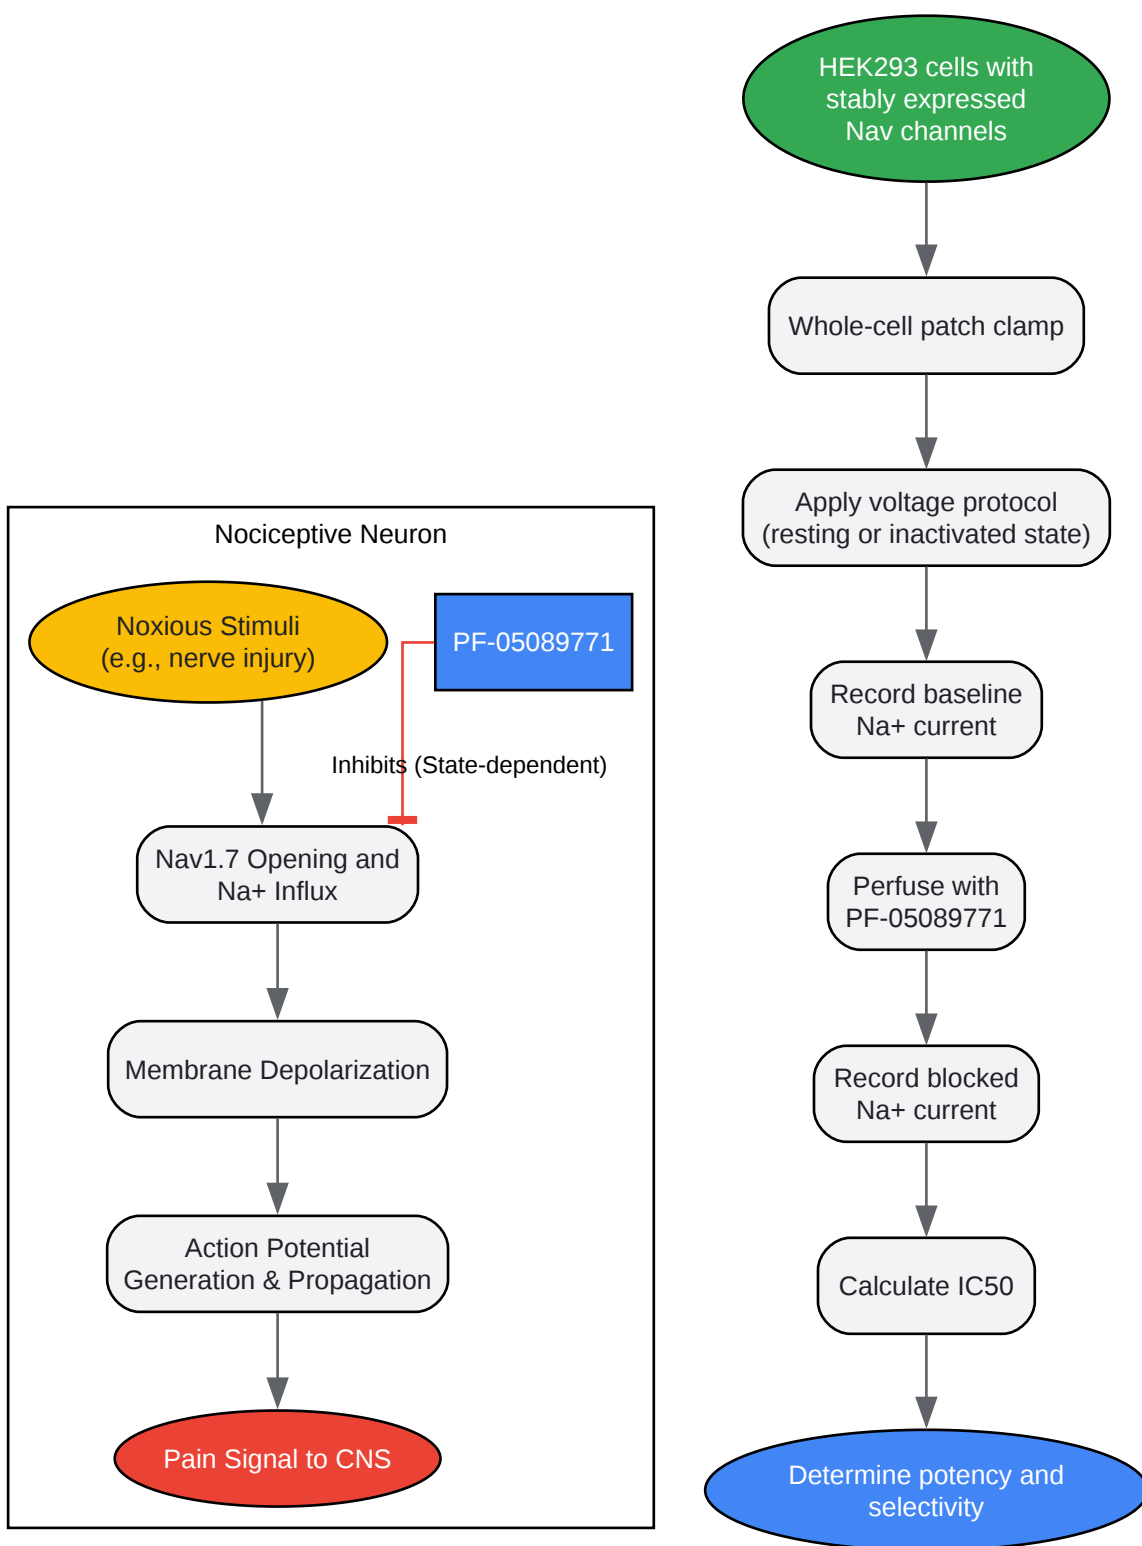 Nociceptive Neuron
Noxious Stimuli
(e.g., nerve injury)
PF-05089771
Inhibits (State-dependent)
Nav1.7 Opening and
Na+ Influx
Membrane Depolarization
Action Potential
Generation & Propagation
Pain Signal to CNS
HEK293 cells with
stably expressed
Nav channels
Whole-cell patch clamp
Apply voltage protocol
(resting or inactivated state)
Record baseline
Na+ current
Perfuse with
PF-05089771
Record blocked
Na+ current
Calculate IC50
Determine potency and
selectivity